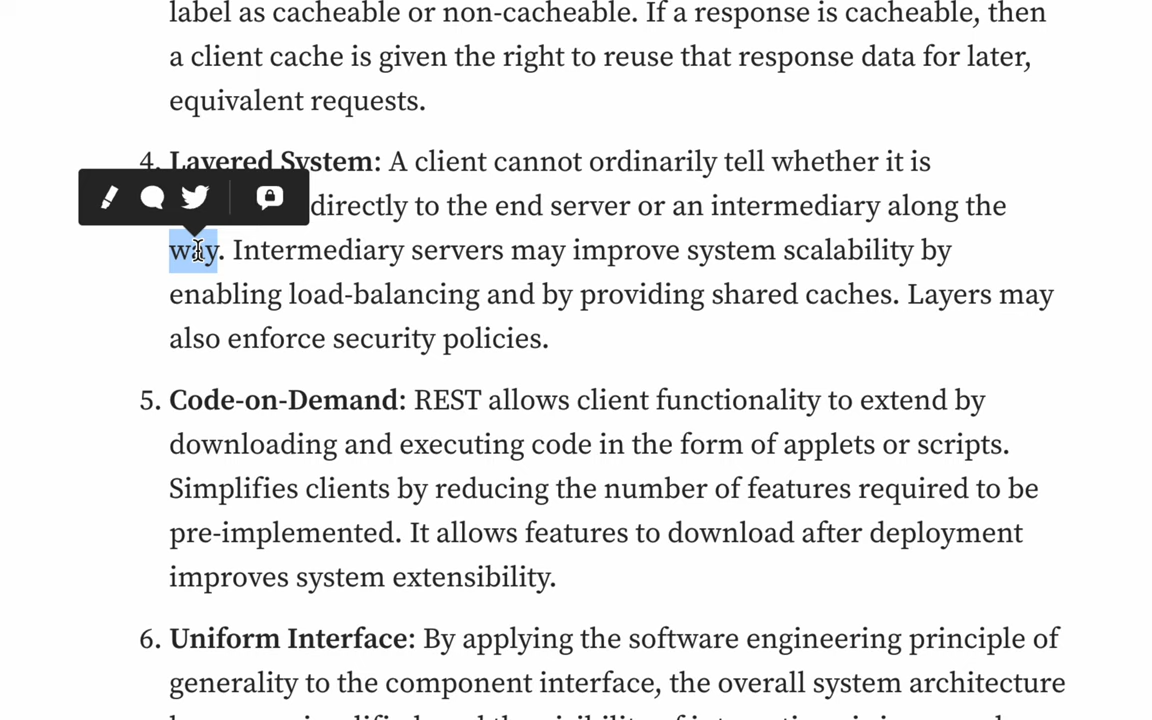 label as cacheable or non-cacheable. If a response is cacheable, then
a client cache is given the right to reuse that response data for later,
equivalent requests.
4. Layered System: A client cannot ordinarily tell whether it is
directly to the end server or an intermediary along the
way. Intermediary servers may improve system scalability by
enabling load-balancing and by providing shared caches. Layers may
also enforce security policies.
5. Code-on-Demand: REST allows client functionality to extend by
downloading and executing code in the form of applets or scripts.
Simplifies clients by reducing the number of features required to be
pre-implemented. It allows features to download after deployment
improves system extensibility.
6. Uniform Interface: By applying the software engineering principle of
generality to the component interface, the overall system architecture